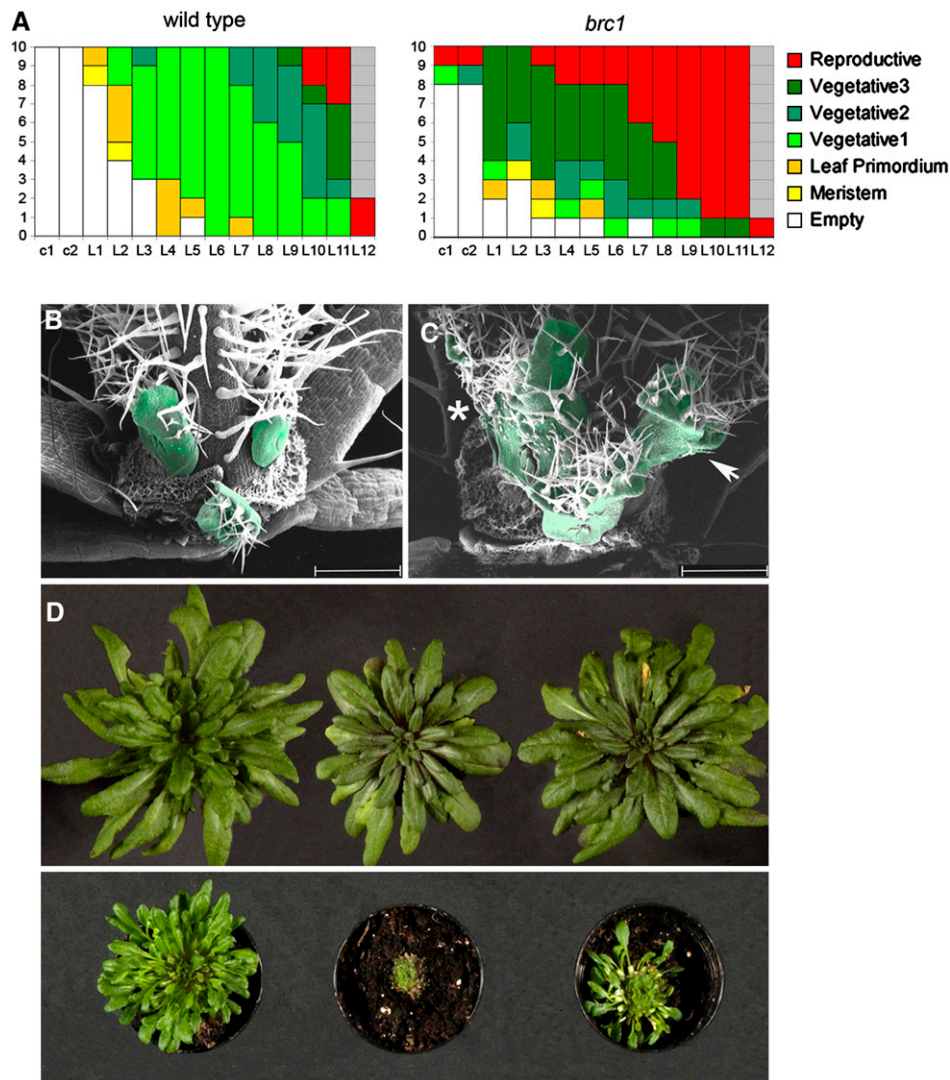 A
wild type
brc1
10
9
8
7
6
5
4
3
2
1
0
c1 c2 L1 L2 L3 L4 L5 L6 L7 L8 L9 L10 L11 L12
10
9
8
7
6
5
4
3
2
1
0
c1 c2 L1 L2 L3 L4 L5 L6 L7 L8 L9 L10 L11 L12
Reproductive
Vegetative3
Vegetative2
Vegetative1
Leaf Primordium
Meristem
Empty
B
C
*
D